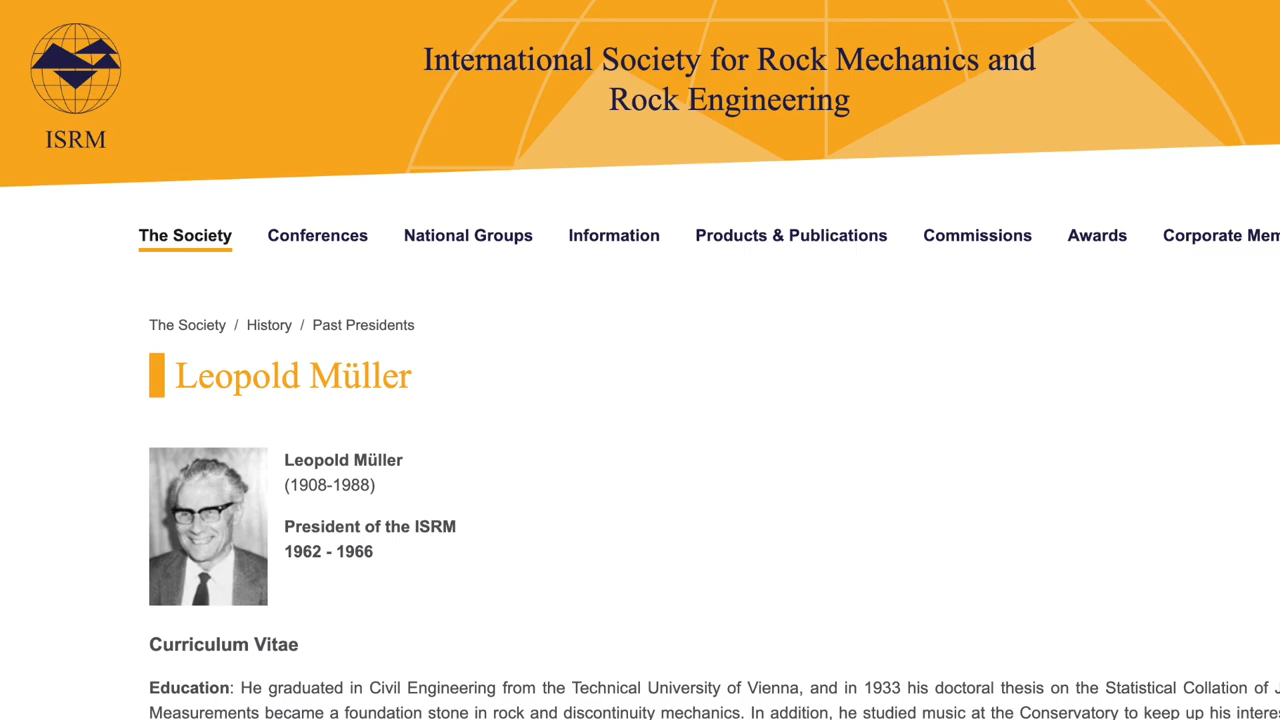 International Society for Rock Mechanics and
Rock Engineering
ISRM
The Society Conferences National Groups Information Products & Publications Commissions Awards Corporate
The Society / History / Past Presidents
Leopold Müller
Leopold Müller
(1908-1988)
President of the ISRM
1962 - 1966
Curriculum Vitae
Education: He graduated in Civil Engineering from the Technical University of Vienna, and in 1933 his doctoral thesis on the Statistical Collation of
Measurements became a foundation stone in rock and discontinuity mechanics. In addition, he studied music at the Conservatory to keep up his